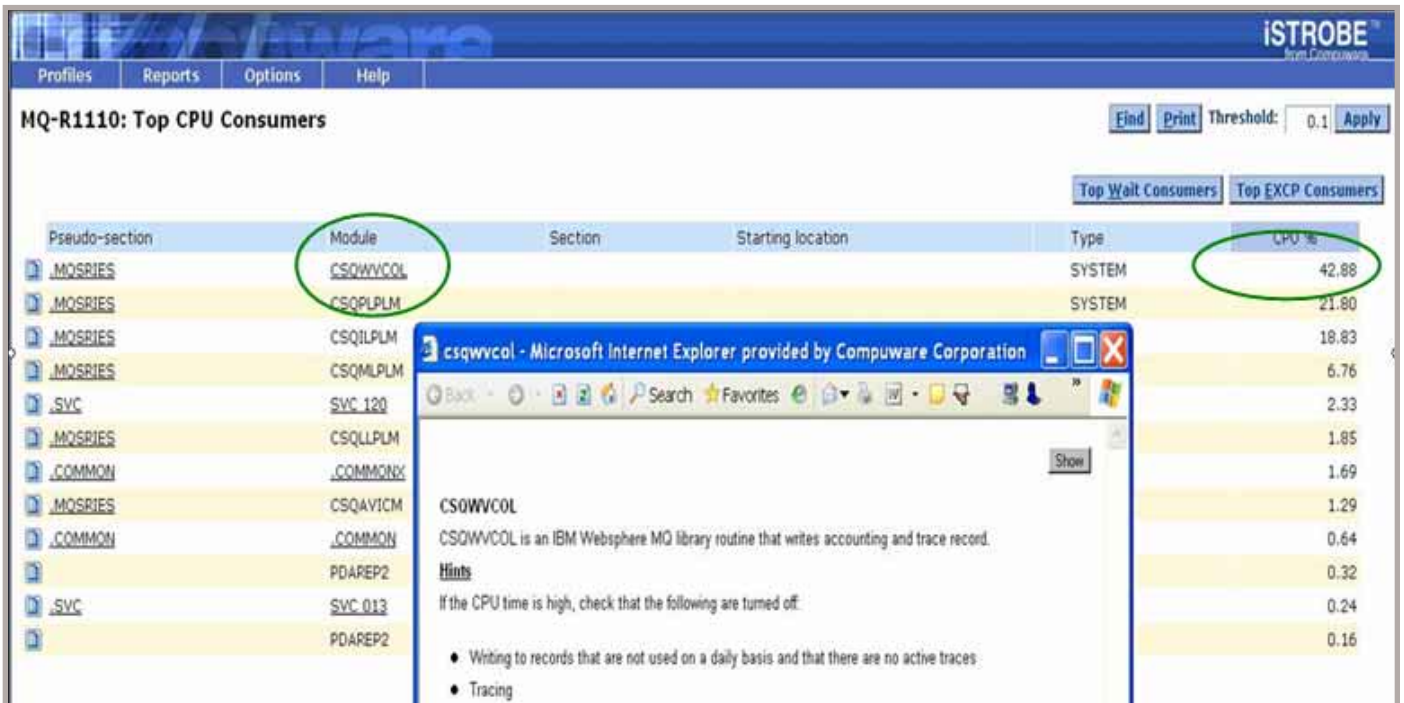 iSTROBE™
from Compuware
Profiles Reports Options Help
MQ-R1110: Top CPU Consumers Find Print Threshold: 0.1 Apply
Top Wait Consumers Top EXCP Consumers
Pseudo-section Module Section Starting location Type CPU %
.MQSRIES CSQWVCOL SYSTEM 42.88
.MQSRIES CSQPLPLM SYSTEM 21.80
.MQSRIES CSQILPLM 18.83
.MQSRIES CSQMLPLM 6.76
.SVC SVC 120 2.33
.MQSRIES CSQLLPLM 1.85
.COMMON .COMMONX 1.69
.MQSRIES CSQAVICM 1.29
.COMMON .COMMON 0.64
PDAREP2 0.32
.SVC SVC 013 0.24
PDAREP2 0.16
csqwvcol - Microsoft Internet Explorer provided by Compuware Corporation
Back Search Favorites
Show
CSQWVCOL
CSQWVCOL is an IBM Websphere MQ library routine that writes accounting and trace record.
Hints
If the CPU time is high, check that the following are turned off:
• Writing to records that are not used on a daily basis and that there are no active traces
• Tracing